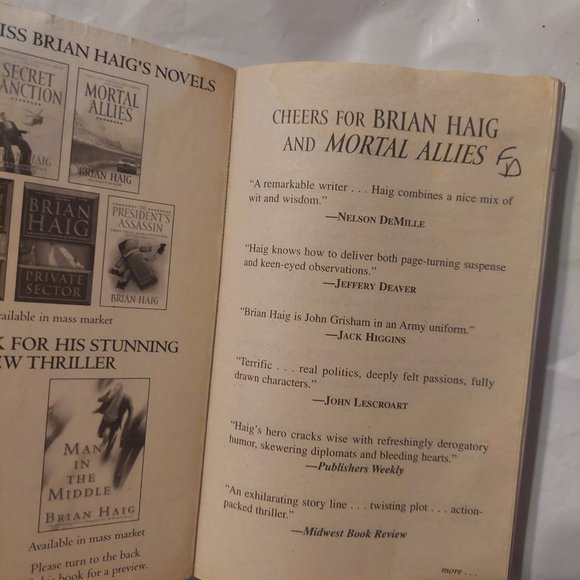 ISS BRIAN HAIG'S NOVELS
SECRET
ANCTION
HAIG
MORTAL
ALLIES
BRIAN HAIG
BRIAN
HAIG
PRIVATE
SECTOR
THE
PRESIDENT'S
ASSASSIN
BRIAN HAIG
vailable in mass market
K FOR HIS STUNNING
EW THRILLER
MAN
IN THE
MIDDLE
BRIAN HAIG
Available in mass market
Please turn to the back
this book for a preview.
CHEERS FOR BRIAN HAIG
AND MORTAL ALLIES FD
"A remarkable writer . . . Haig combines a nice mix of
wit and wisdom."
—NELSON DEMILLE
"Haig knows how to deliver both page-turning suspense
and keen-eyed observations."
—JEFFERY DEAVER
"Brian Haig is John Grisham in an Army uniform."
—JACK HIGGINS
"Terrific . . . real politics, deeply felt passions, fully
drawn characters."
—JOHN LESCROART
"Haig's hero cracks wise with refreshingly derogatory
humor, skewering diplomats and bleeding hearts."
—Publishers Weekly
"An exhilarating story line . . . twisting plot . . . action-
packed thriller."
—Midwest Book Review
more . . .